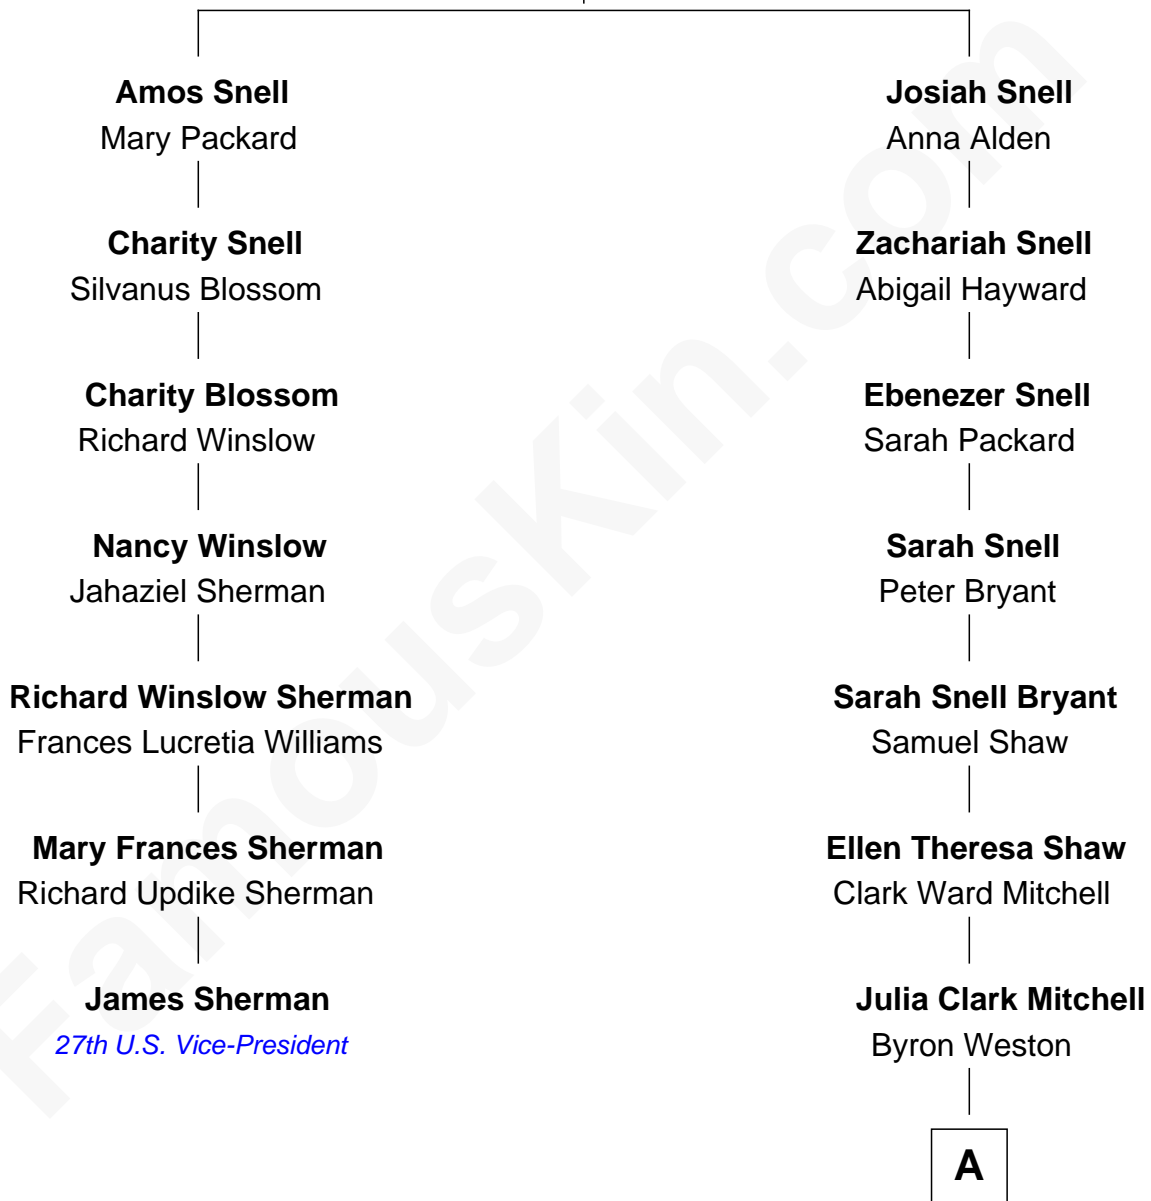 Amos Snell
Mary Packard
Josiah Snell
Anna Alden
Charity Snell
Silvanus Blossom
Zachariah Snell
Abigail Hayward
Charity Blossom
Richard Winslow
Ebenezer Snell
Sarah Packard
Nancy Winslow
Jahaziel Sherman
Sarah Snell
Peter Bryant
Richard Winslow Sherman
Frances Lucretia Williams
Sarah Snell Bryant
Samuel Shaw
Mary Frances Sherman
Richard Updike Sherman
Ellen Theresa Shaw
Clark Ward Mitchell
James Sherman
27th U.S. Vice-President
Julia Clark Mitchell
Byron Weston
A
FamousKin.com